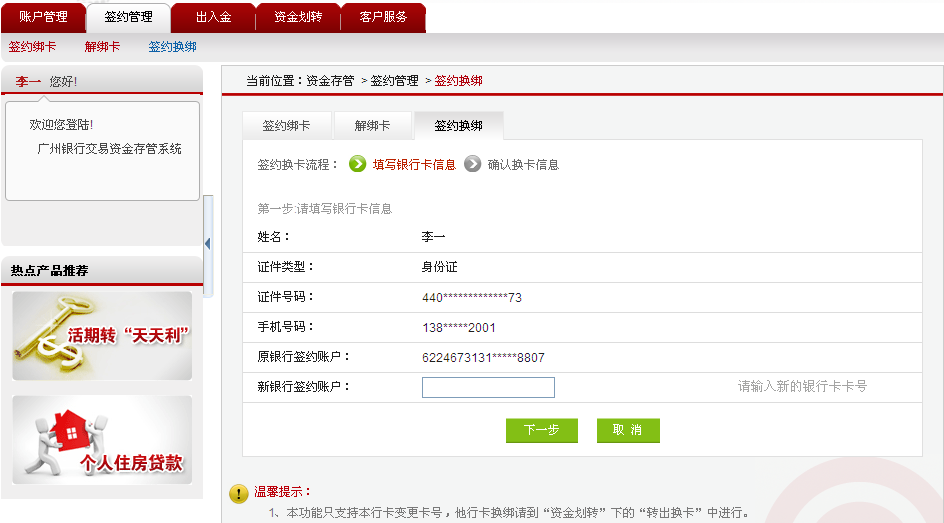 账户管理 签约管理 出入金 资金划转 客户服务
签约绑卡 解绑卡 签约换绑
李一 您好!
欢迎您登陆!
广州银行交易资金存管系统
热点产品推荐
活期转“天天利”
个人住房贷款
当前位置：资金存管 > 签约管理 > 签约换绑
签约绑卡 解绑卡 签约换绑
签约换卡流程： 填写银行卡信息 确认换卡信息
第一步:请填写银行卡信息
姓名： 李一
证件类型： 身份证
证件号码： 440*************73
手机号码： 138*****2001
原银行签约账户： 6224673131*****8807
新银行签约账户： 请输入新的银行卡卡号
下一步 取 消
温馨提示：
1、本功能只支持本行卡变更卡号，他行卡换绑请到“资金划转”下的“转出换卡”中进行。